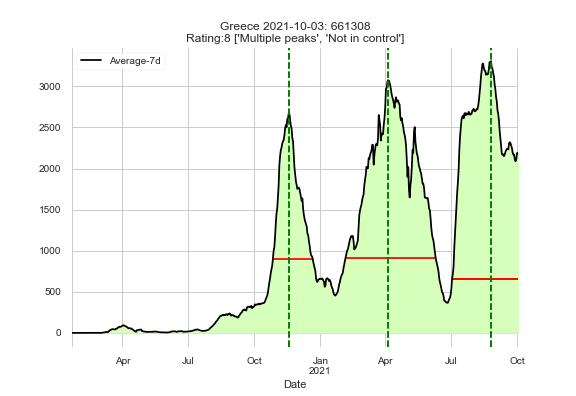 Greece 2021-10-03: 661308
Rating:8 ['Multiple peaks', 'Not in control']
Average-7d
3000
2500
2000
1500
1000
500
0
Apr Jul Oct Jan Apr Jul Oct
2021
Date